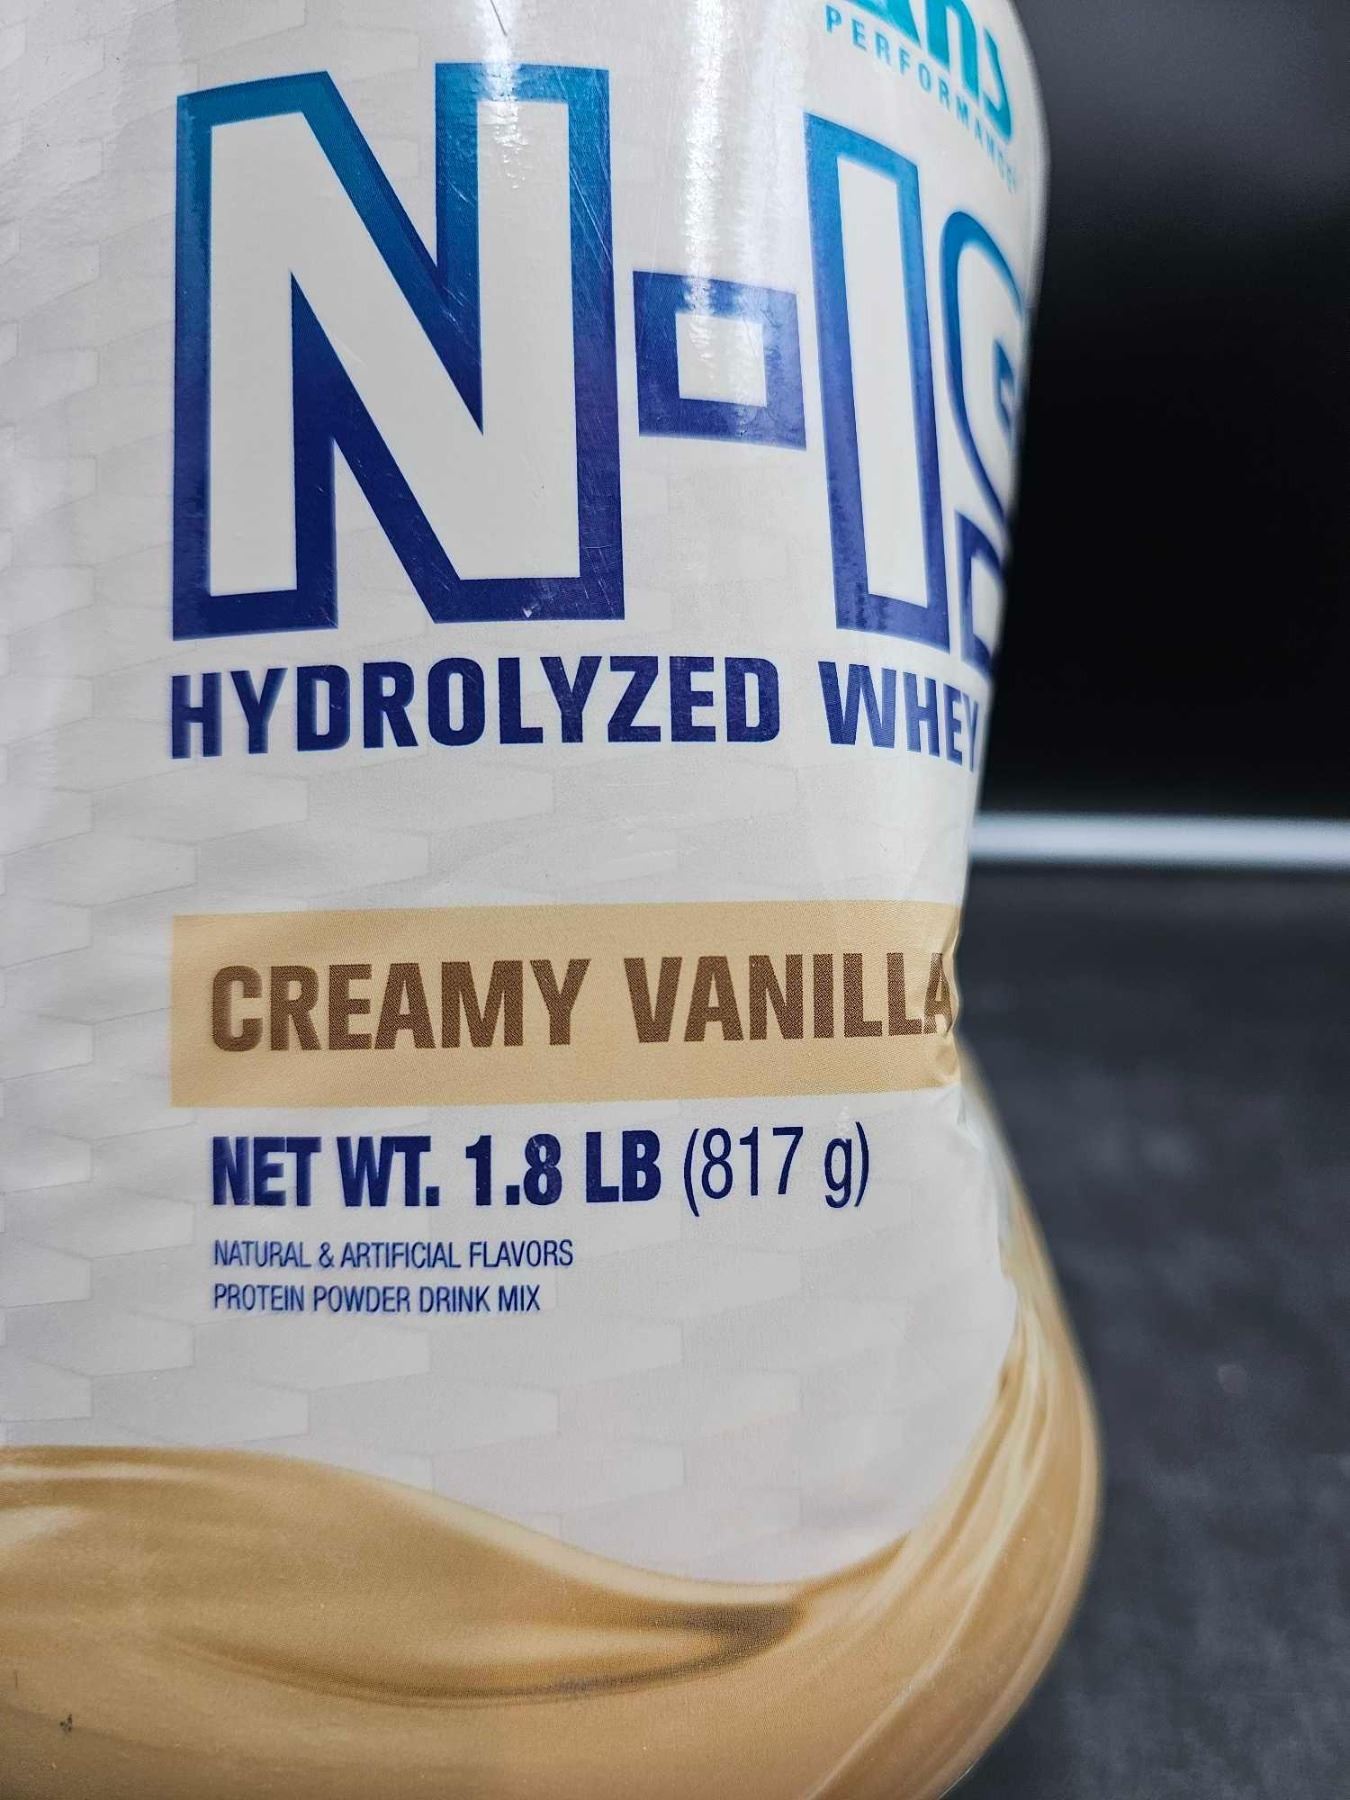 PERFORMANCE
N-I
HYDROLYZED WHEY
CREAMY VANILLA
NET WT. 1.8 LB (817 g)
NATURAL & ARTIFICIAL FLAVORS
PROTEIN POWDER DRINK MIX